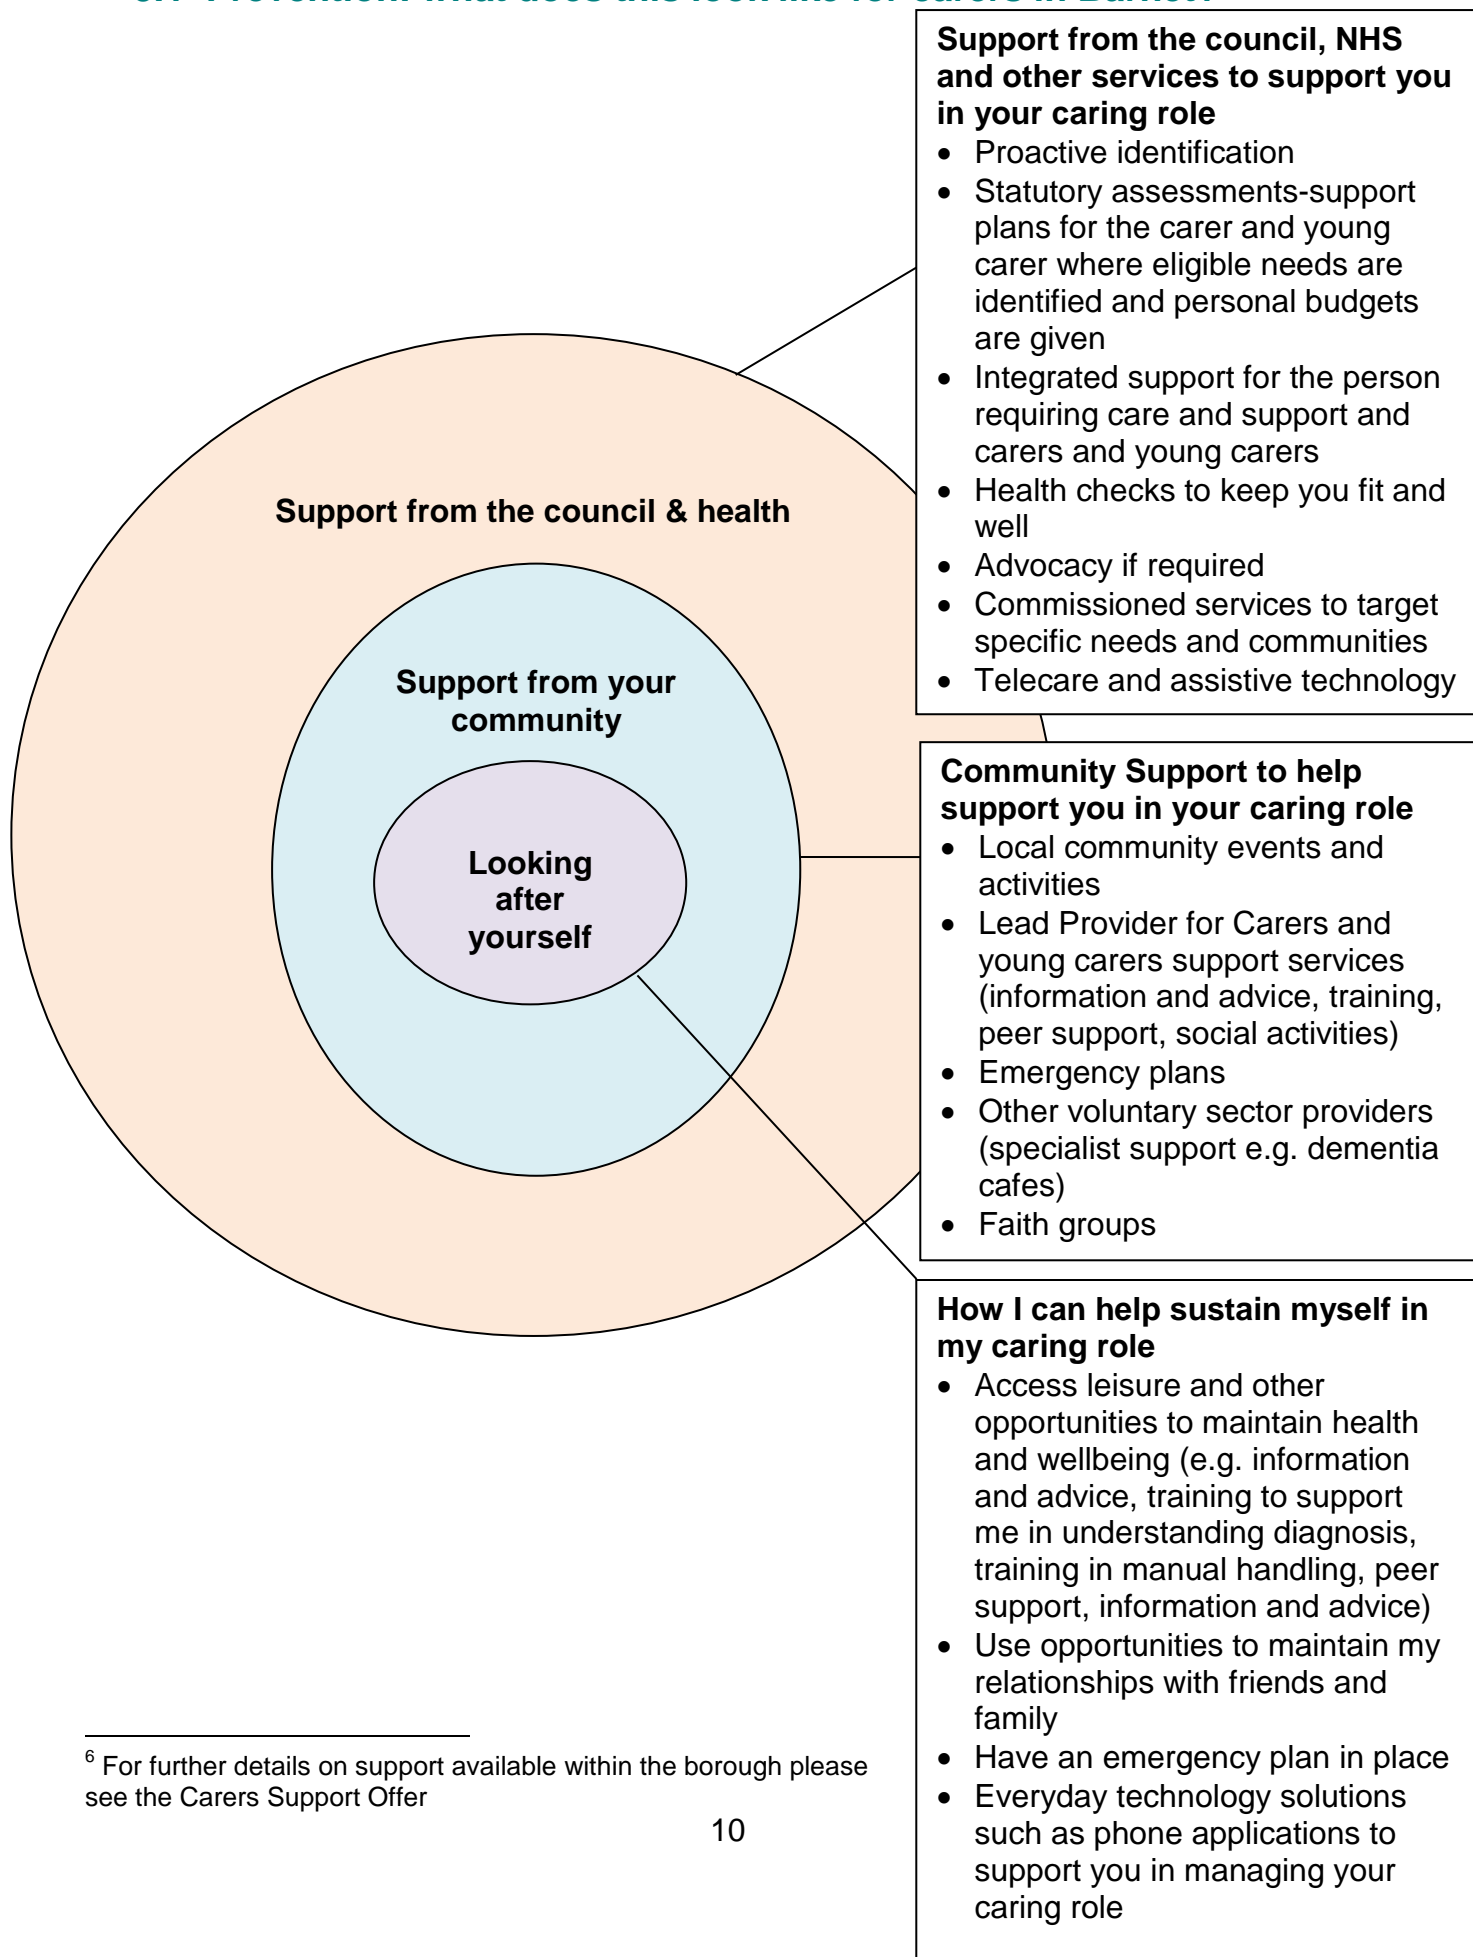 Prevention: what does this look like for carers in Barnet?
Support from the council, NHS
and other services to support you
in your caring role
• Proactive identification
• Statutory assessments-support
plans for the carer and young
carer where eligible needs are
identified and personal budgets
are given
• Integrated support for the person
requiring care and support and
carers and young carers
• Health checks to keep you fit and
well
• Advocacy if required
• Commissioned services to target
specific needs and communities
• Telecare and assistive technology
Support from the council & health
Support from your
community
Looking
after
yourself
Community Support to help
support you in your caring role
• Local community events and
activities
• Lead Provider for Carers and
young carers support services
(information and advice, training,
peer support, social activities)
• Emergency plans
• Other voluntary sector providers
(specialist support e.g. dementia
cafes)
• Faith groups
How I can help sustain myself in
my caring role
• Access leisure and other
opportunities to maintain health
and wellbeing (e.g. information
and advice, training to support
me in understanding diagnosis,
training in manual handling, peer
support, information and advice)
• Use opportunities to maintain my
relationships with friends and
family
• Have an emergency plan in place
• Everyday technology solutions
such as phone applications to
support you in managing your
caring role
6 For further details on support available within the borough please
see the Carers Support Offer
10